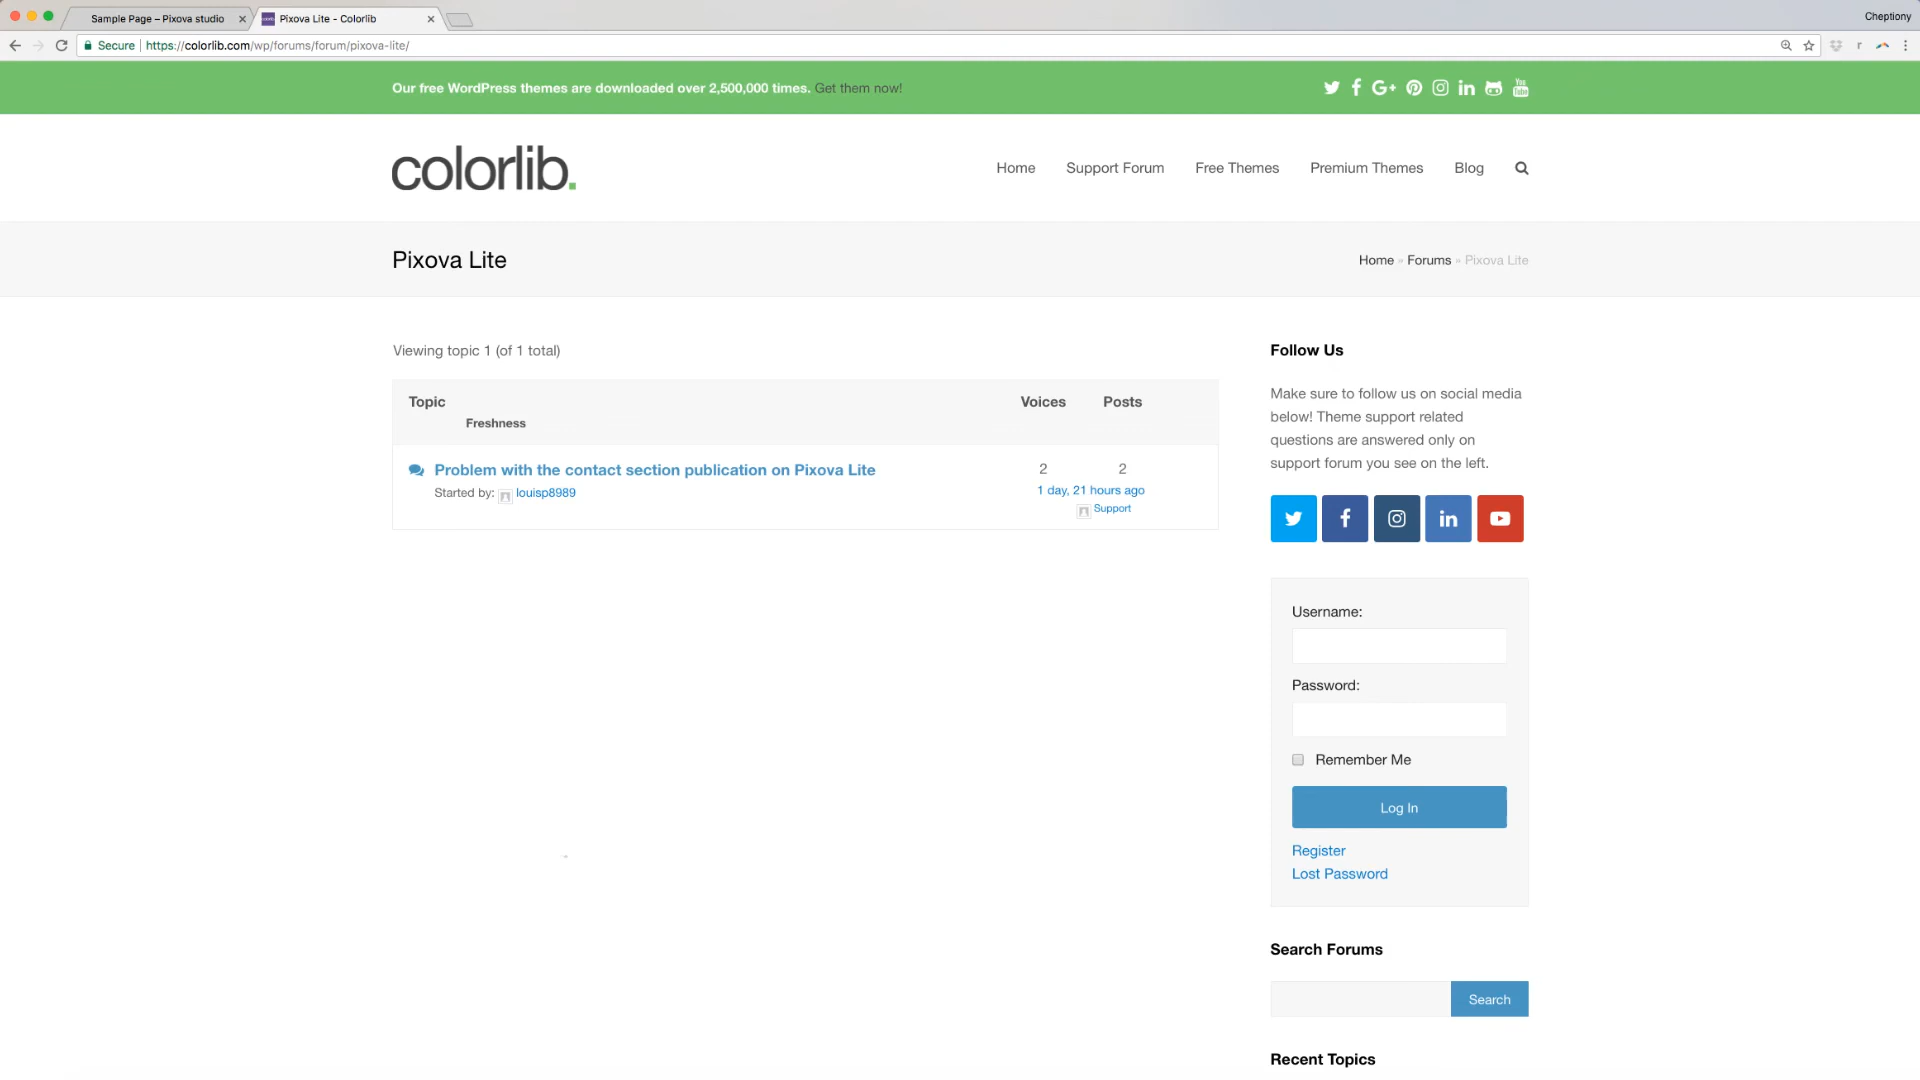 Sample Page – Pixova studio
Pixova Lite - Colorlib
Cheptiony
Secure
https://colorlib.com/wp/forums/forum/pixova-lite/
Our free WordPress themes are downloaded over 2,500,000 times. Get them now!
colorlib.
Home
Support Forum
Free Themes
Premium Themes
Blog
Pixova Lite
Home » Forums » Pixova Lite
Viewing topic 1 (of 1 total)
Topic
Voices
Posts
Freshness
Problem with the contact section publication on Pixova Lite
Started by: louisp8989
2
2
1 day, 21 hours ago
Support
Follow Us
Make sure to follow us on social media
below! Theme support related
questions are answered only on
support forum you see on the left.
Username:
Password:
Remember Me
Log In
Register
Lost Password
Search Forums
Search
Recent Topics